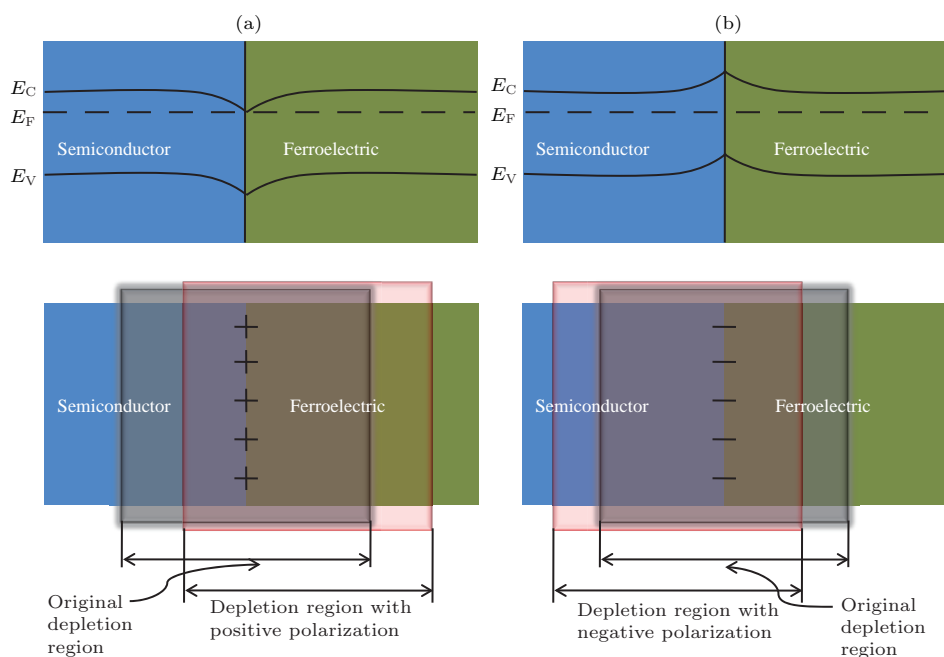 (a)
(b)
E_C
E_F
Semiconductor
Ferroelectric
E_V
E_C
E_F
Semiconductor
Ferroelectric
E_V
Semiconductor
Ferroelectric
Semiconductor
Ferroelectric
Original
depletion
region
Depletion region with
positive polarization
Depletion region with
negative polarization
Original
depletion
region